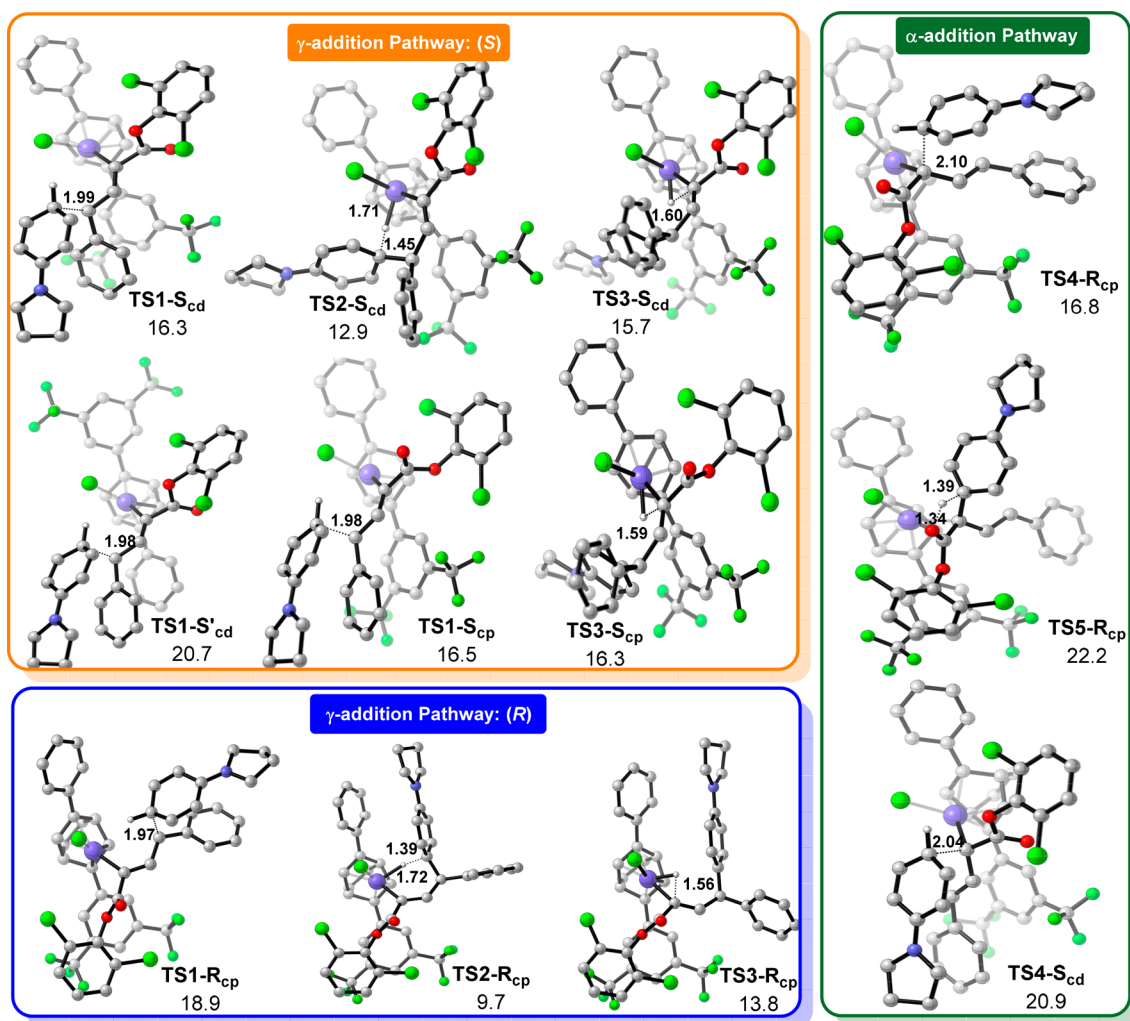 γ-addition Pathway: (S)
1.99
TS1-Scd
16.3
1.71
1.45
TS2-Scd
12.9
1.60
TS3-Scd
15.7
1.98
TS1-S'cd
20.7
1.98
TS1-Scp
16.5
1.59
TS3-Scp
16.3
γ-addition Pathway: (R)
1.97
TS1-Rcp
18.9
1.39
1.72
TS2-Rcp
9.7
1.56
TS3-Rcp
13.8
α-addition Pathway
2.10
TS4-Rcp
16.8
1.39
1.34
TS5-Rcp
22.2
2.04
TS4-Scd
20.9